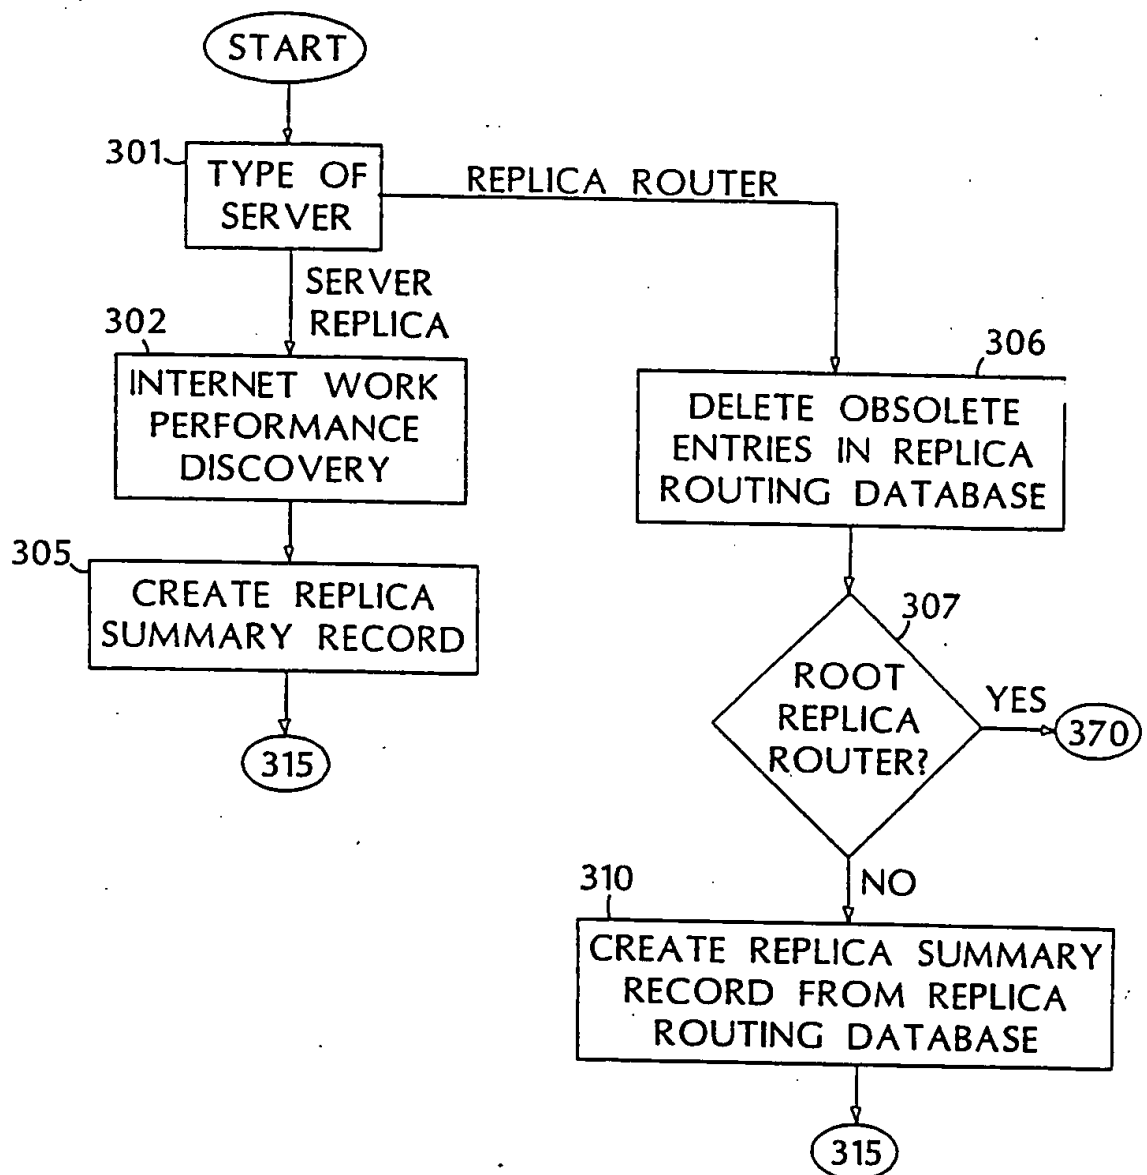 START
301
TYPE OF
SERVER
REPLICA ROUTER
SERVER
REPLICA
302
INTERNET WORK
PERFORMANCE
DISCOVERY
305
CREATE REPLICA
SUMMARY RECORD
315
306
DELETE OBSOLETE
ENTRIES IN REPLICA
ROUTING DATABASE
307
ROOT
REPLICA
ROUTER?
YES
370
NO
310
CREATE REPLICA SUMMARY
RECORD FROM REPLICA
ROUTING DATABASE
315